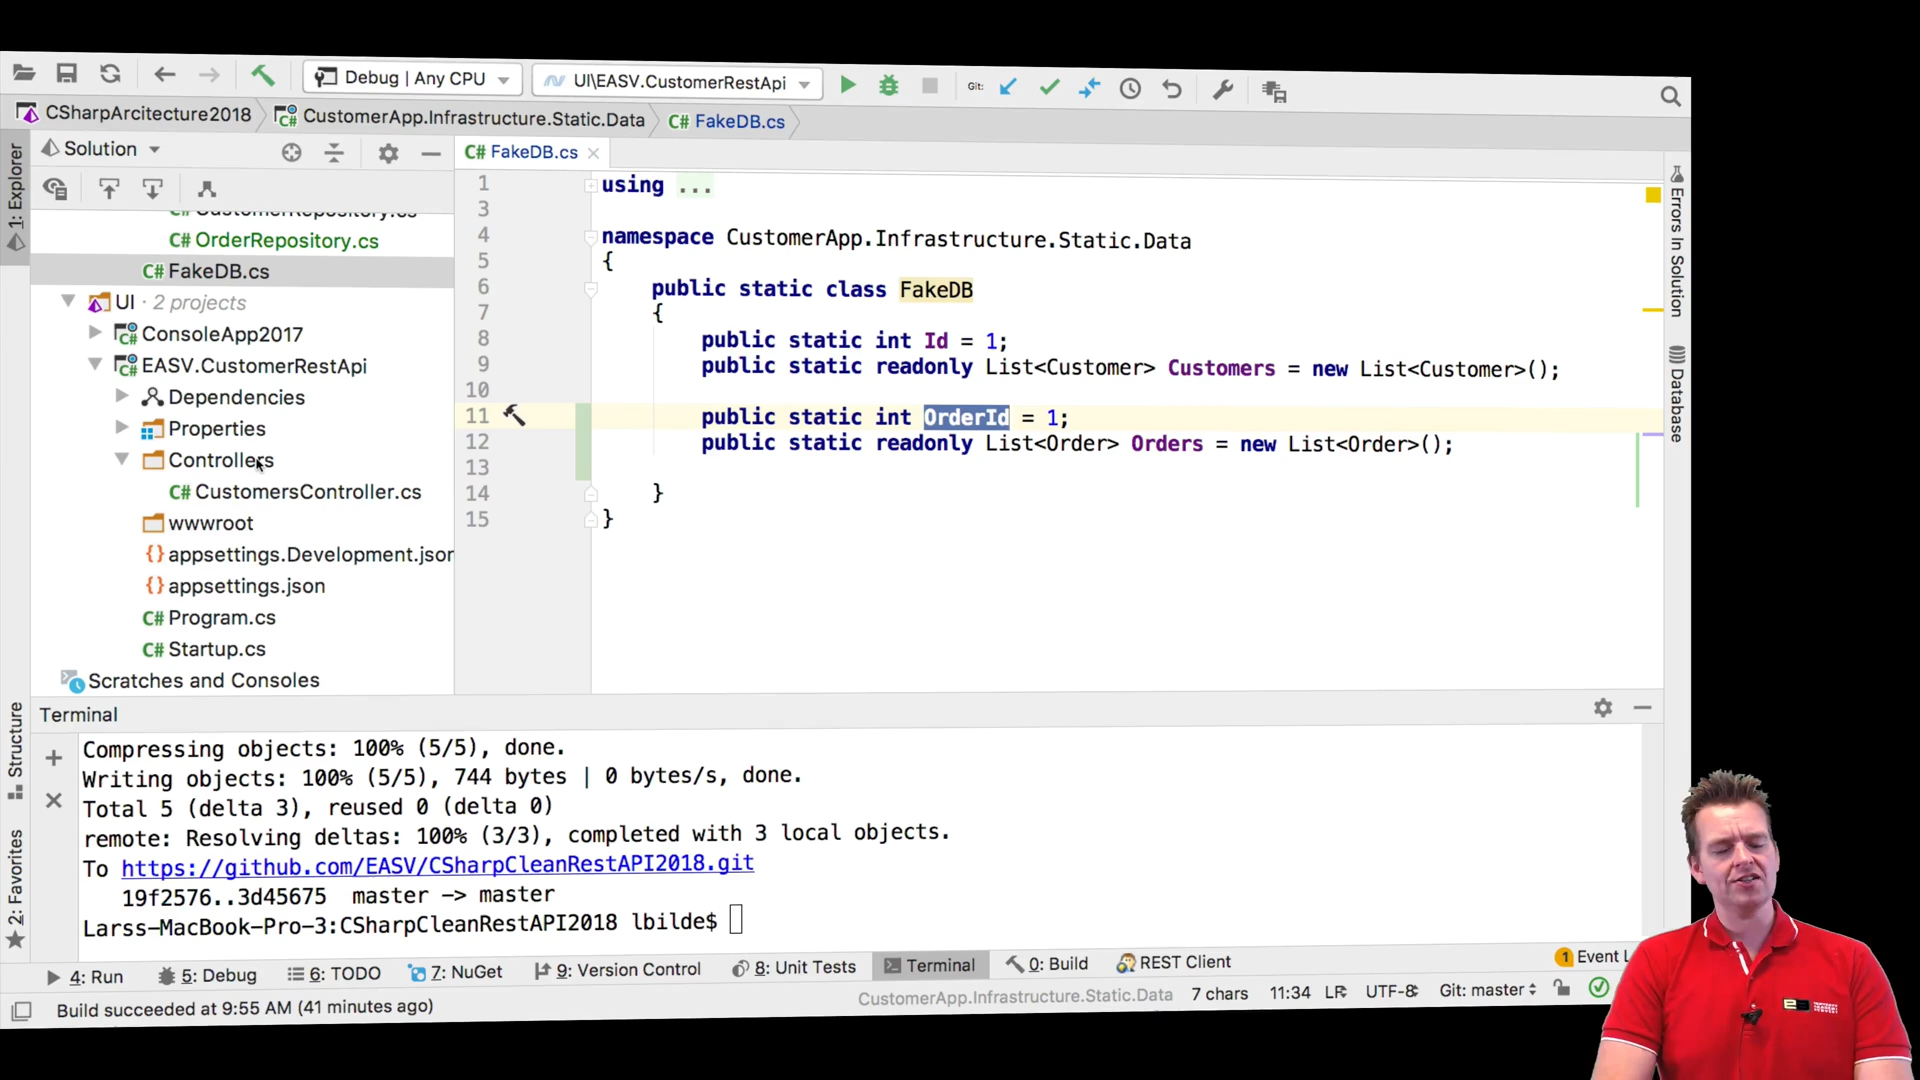 Debug | Any CPU
UI\EASV.CustomerRestApi
Git:
CSharpArcitecture2018
CustomerApp.Infrastructure.Static.Data
C# FakeDB.cs
1: Explorer
Solution
C# FakeDB.cs
C# CustomerRepository.cs
C# OrderRepository.cs
C# FakeDB.cs
UI · 2 projects
ConsoleApp2017
EASV.CustomerRestApi
Dependencies
Properties
Controllers
C# CustomersController.cs
wwwroot
{} appsettings.Development.json
{} appsettings.json
C# Program.cs
C# Startup.cs
Scratches and Consoles
1 using ...
3
4 namespace CustomerApp.Infrastructure.Static.Data
5 {
6 public static class FakeDB
7 {
8 public static int Id = 1;
9 public static readonly List<Customer> Customers = new List<Customer>();
10
11 public static int OrderId = 1;
12 public static readonly List<Order> Orders = new List<Order>();
13
14 }
15 }
Errors In Solution
Database
Structure
2: Favorites
Terminal
Compressing objects: 100% (5/5), done.
Writing objects: 100% (5/5), 744 bytes | 0 bytes/s, done.
Total 5 (delta 3), reused 0 (delta 0)
remote: Resolving deltas: 100% (3/3), completed with 3 local objects.
To https://github.com/EASV/CSharpCleanRestAPI2018.git
19f2576..3d45675 master -> master
Larss-MacBook-Pro-3:CSharpCleanRestAPI2018 lbilde$
4: Run
5: Debug
6: TODO
7: NuGet
9: Version Control
8: Unit Tests
Terminal
0: Build
REST Client
1 Event L
Build succeeded at 9:55 AM (41 minutes ago)
CustomerApp.Infrastructure.Static.Data
7 chars
11:34
LF
UTF-8
Git: master